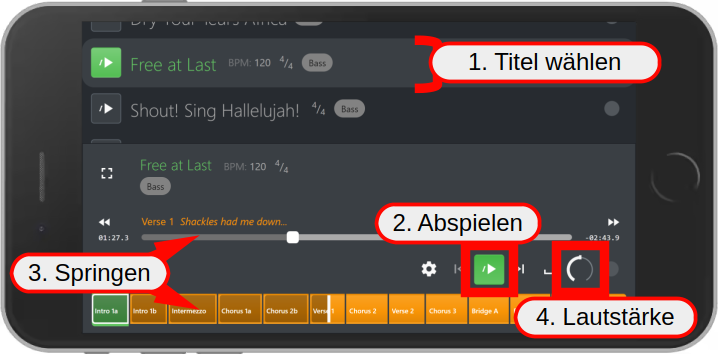 Dry Your Tears Africa
Free at Last BPM: 120 4/4 Bass
1. Titel wählen
Shout! Sing Hallelujah! 4/4 Bass
Free at Last BPM: 120 4/4
Bass
2. Abspielen
Verse 1 Shackles had me down...
01:27.3 -02:43.9
3. Springen
4. Lautstärke
Intro 1a Intro 1b Intermezzo Chorus 1a Chorus 2b Verse 1 Chorus 2 Verse 2 Chorus 3 Bridge A